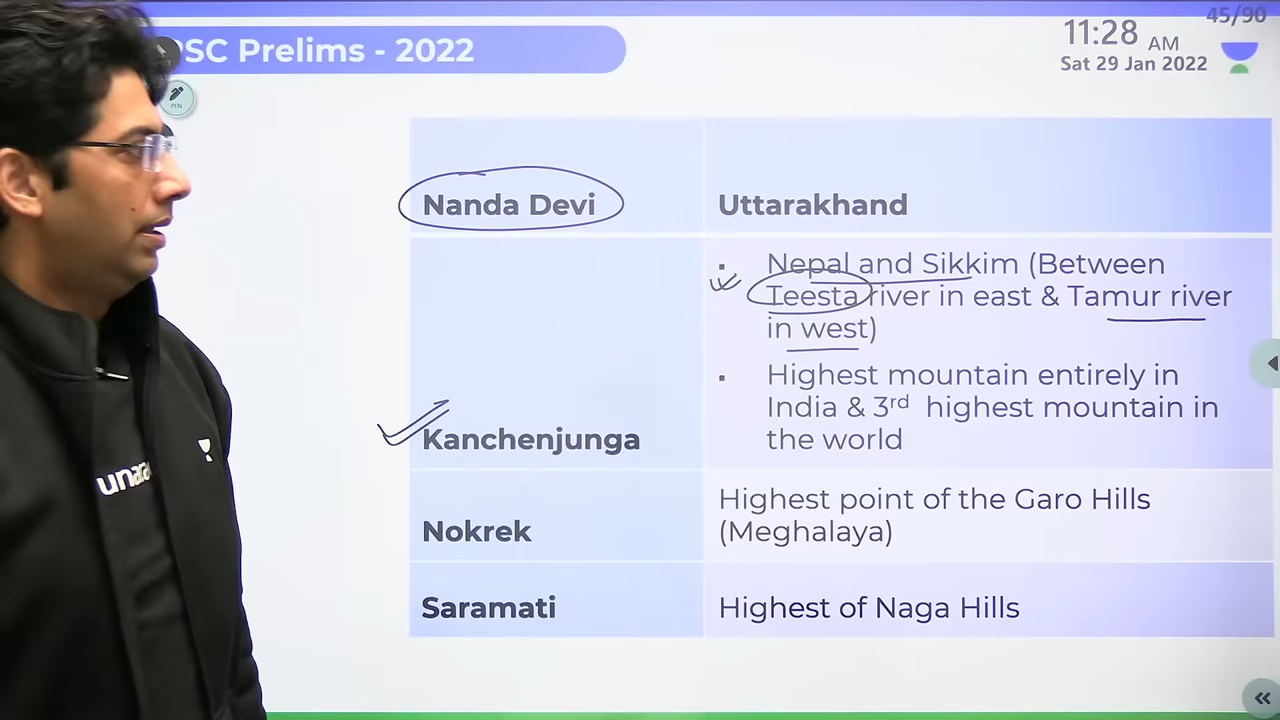 45/90
11:28 AM
PSC Prelims - 2022
Sat 29 Jan 2022
PEN
Nanda Devi
Uttarakhand
▪ Nepal and Sikkim (Between
Teesta river in east & Tamur river
in west)
▪ Highest mountain entirely in
India & 3rd highest mountain in
the world
Kanchenjunga
Highest point of the Garo Hills
(Meghalaya)
Nokrek
Saramati
Highest of Naga Hills